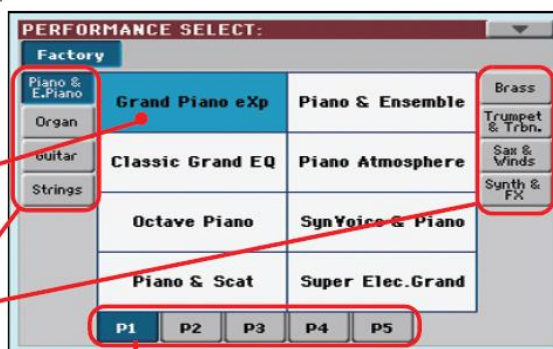 PERFORMANCE SELECT:
Factory
Piano &
E.Piano
Organ
Guitar
Strings
Grand Piano eXp
Piano & Ensemble
Classic Grand EQ
Piano Atmosphere
Octave Piano
SynVoice & Piano
Piano & Scat
Super Elec.Grand
Brass
Trumpet
& Trbn.
Sax &
Winds
Synth &
FX
P1 P2 P3 P4 P5